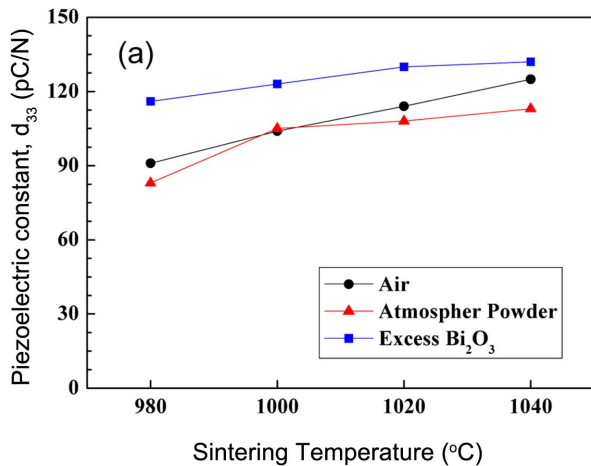 (a)
Piezoelectric constant, d₃₃ (pC/N)
150
120
90
60
30
0
Air
Atmospher Powder
Excess Bi₂O₃
980 1000 1020 1040
Sintering Temperature (°C)